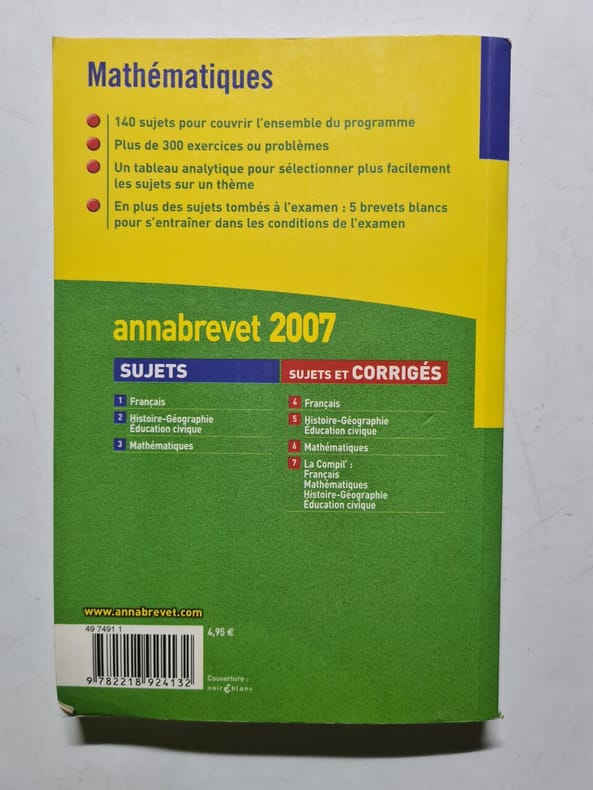 Mathématiques
140 sujets pour couvrir l'ensemble du programme
Plus de 300 exercices ou problèmes
Un tableau analytique pour sélectionner plus facilement
les sujets sur un thème
En plus des sujets tombés à l'examen : 5 brevets blancs
pour s'entraîner dans les conditions de l'examen
annabrevet 2007
SUJETS
1 Français
2 Histoire-Géographie
Éducation civique
3 Mathématiques
SUJETS ET CORRIGÉS
4 Français
5 Histoire-Géographie
Éducation civique
6 Mathématiques
7 La Compil' :
Français
Mathématiques
Histoire-Géographie
Éducation civique
www.annabrevet.com
49 7491 1
4,95 €
9 782218 924132
Couverture :
noir&blanc